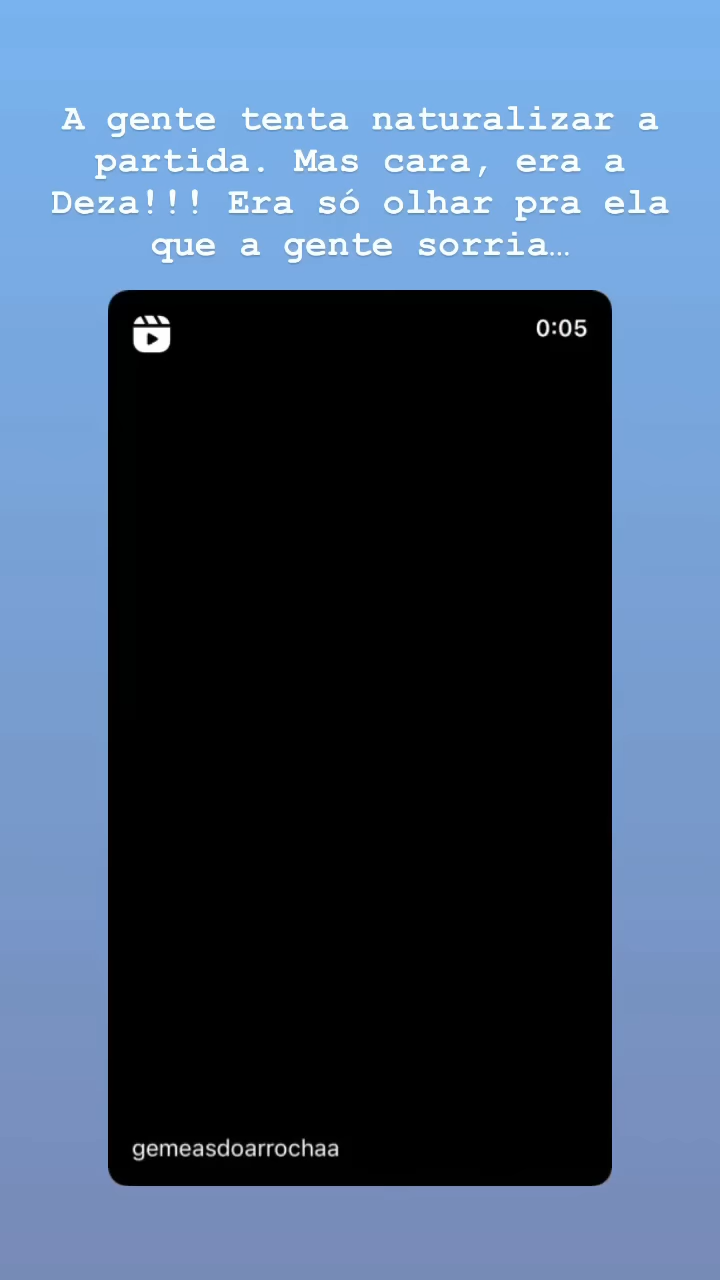 A gente tenta naturalizar a
partida. Mas cara, era a
Deza!!! Era só olhar pra ela
que a gente sorria…
0:05
gemeasdoarrochaa